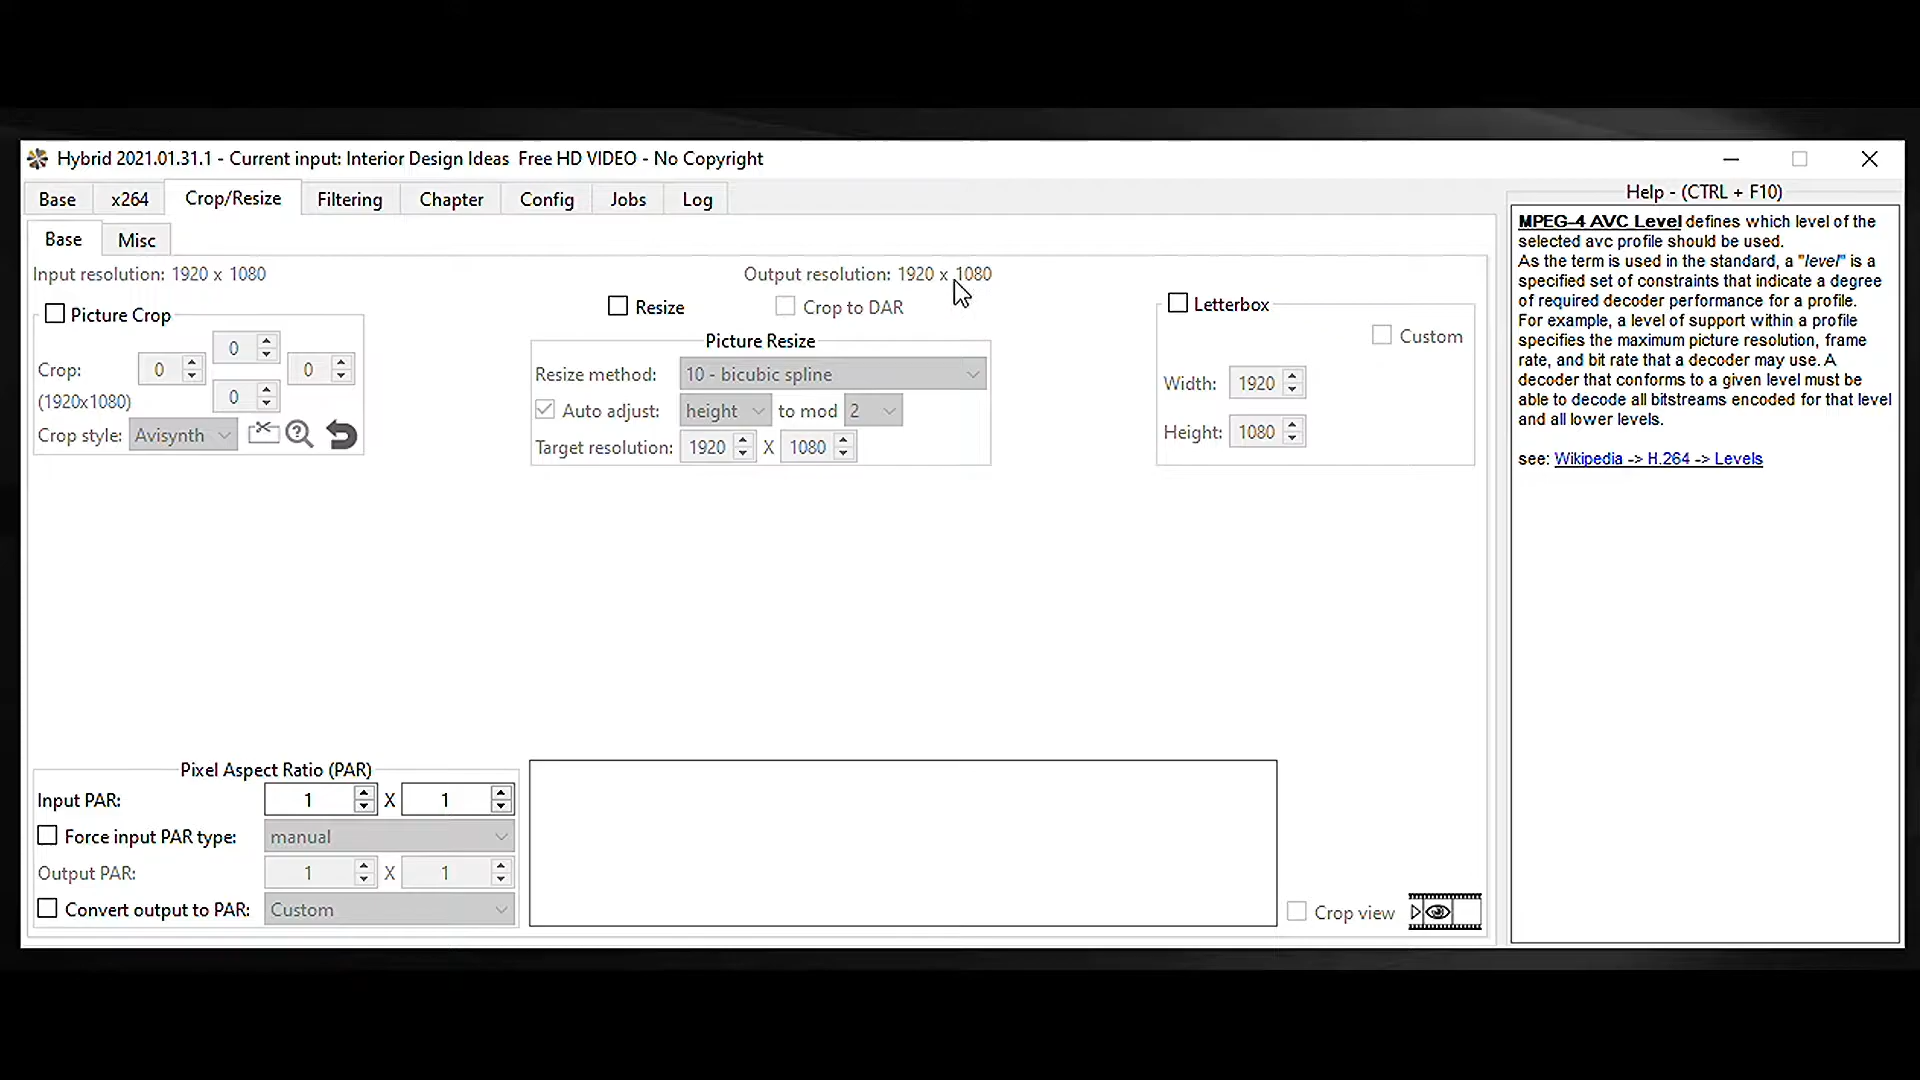 Hybrid 2021.01.31.1 - Current input: Interior Design Ideas  Free HD VIDEO - No Copyright
Base x264 Crop/Resize Filtering Chapter Config Jobs Log
Base Misc
Input resolution: 1920 x 1080
Output resolution: 1920 x 1080
Picture Crop
Crop: 0 0 0 0
(1920x1080)
Crop style: Avisynth
Resize Crop to DAR
Picture Resize
Resize method: 10 - bicubic spline
Auto adjust: height to mod 2
Target resolution: 1920 X 1080
Letterbox
Custom
Width: 1920
Height: 1080
Pixel Aspect Ratio (PAR)
Input PAR: 1 X 1
Force input PAR type: manual
Output PAR: 1 X 1
Convert output to PAR: Custom
Crop view
Help - (CTRL + F10)
MPEG-4 AVC Level defines which level of the
selected avc profile should be used.
As the term is used in the standard, a "level" is a
specified set of constraints that indicate a degree
of required decoder performance for a profile.
For example, a level of support within a profile
specifies the maximum picture resolution, frame
rate, and bit rate that a decoder may use. A
decoder that conforms to a given level must be
able to decode all bitstreams encoded for that level
and all lower levels.
see: Wikipedia -> H.264 -> Levels